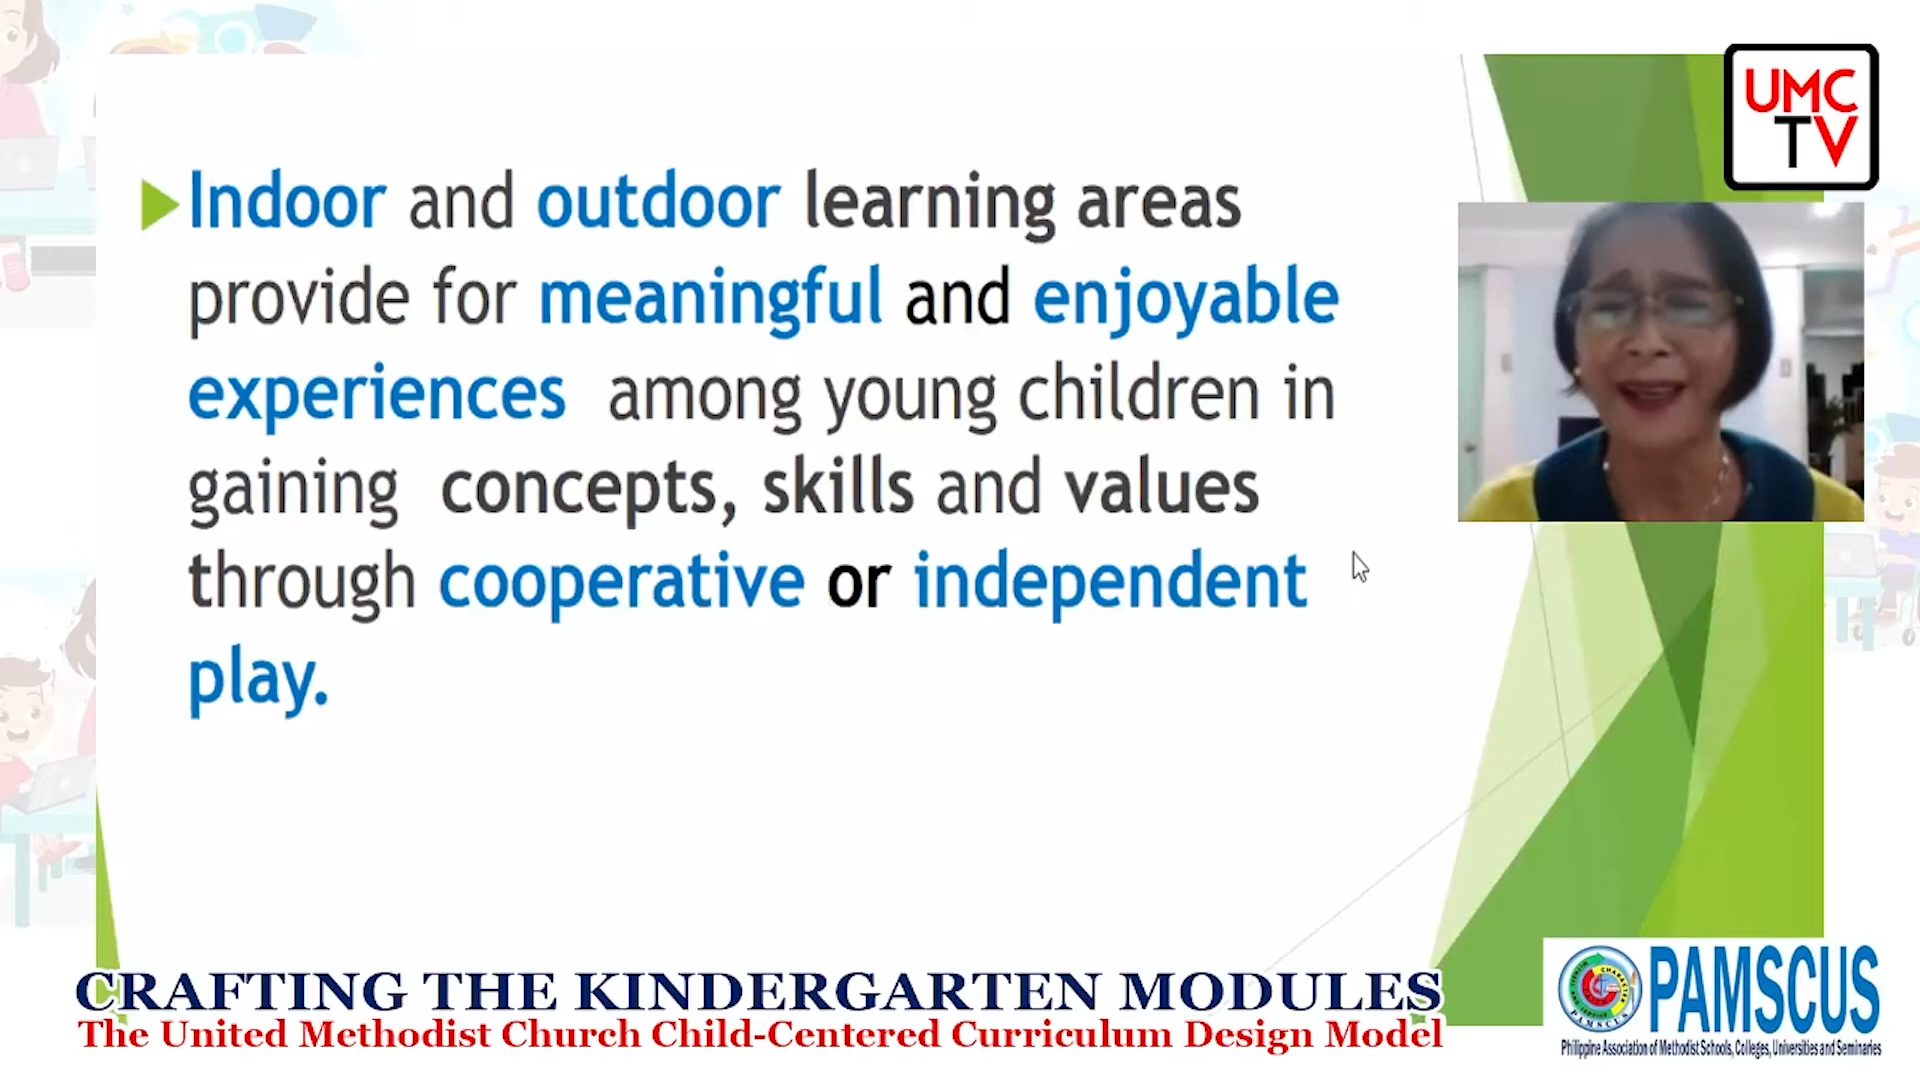 UMC
TV
Indoor and outdoor learning areas
provide for meaningful and enjoyable
experiences among young children in
gaining concepts, skills and values
through cooperative or independent
play.
CRAFTING THE KINDERGARTEN MODULES
The United Methodist Church Child-Centered Curriculum Design Model
PAMSCUS
Philippine Association of Methodist Schools, Colleges, Universities and Seminaries